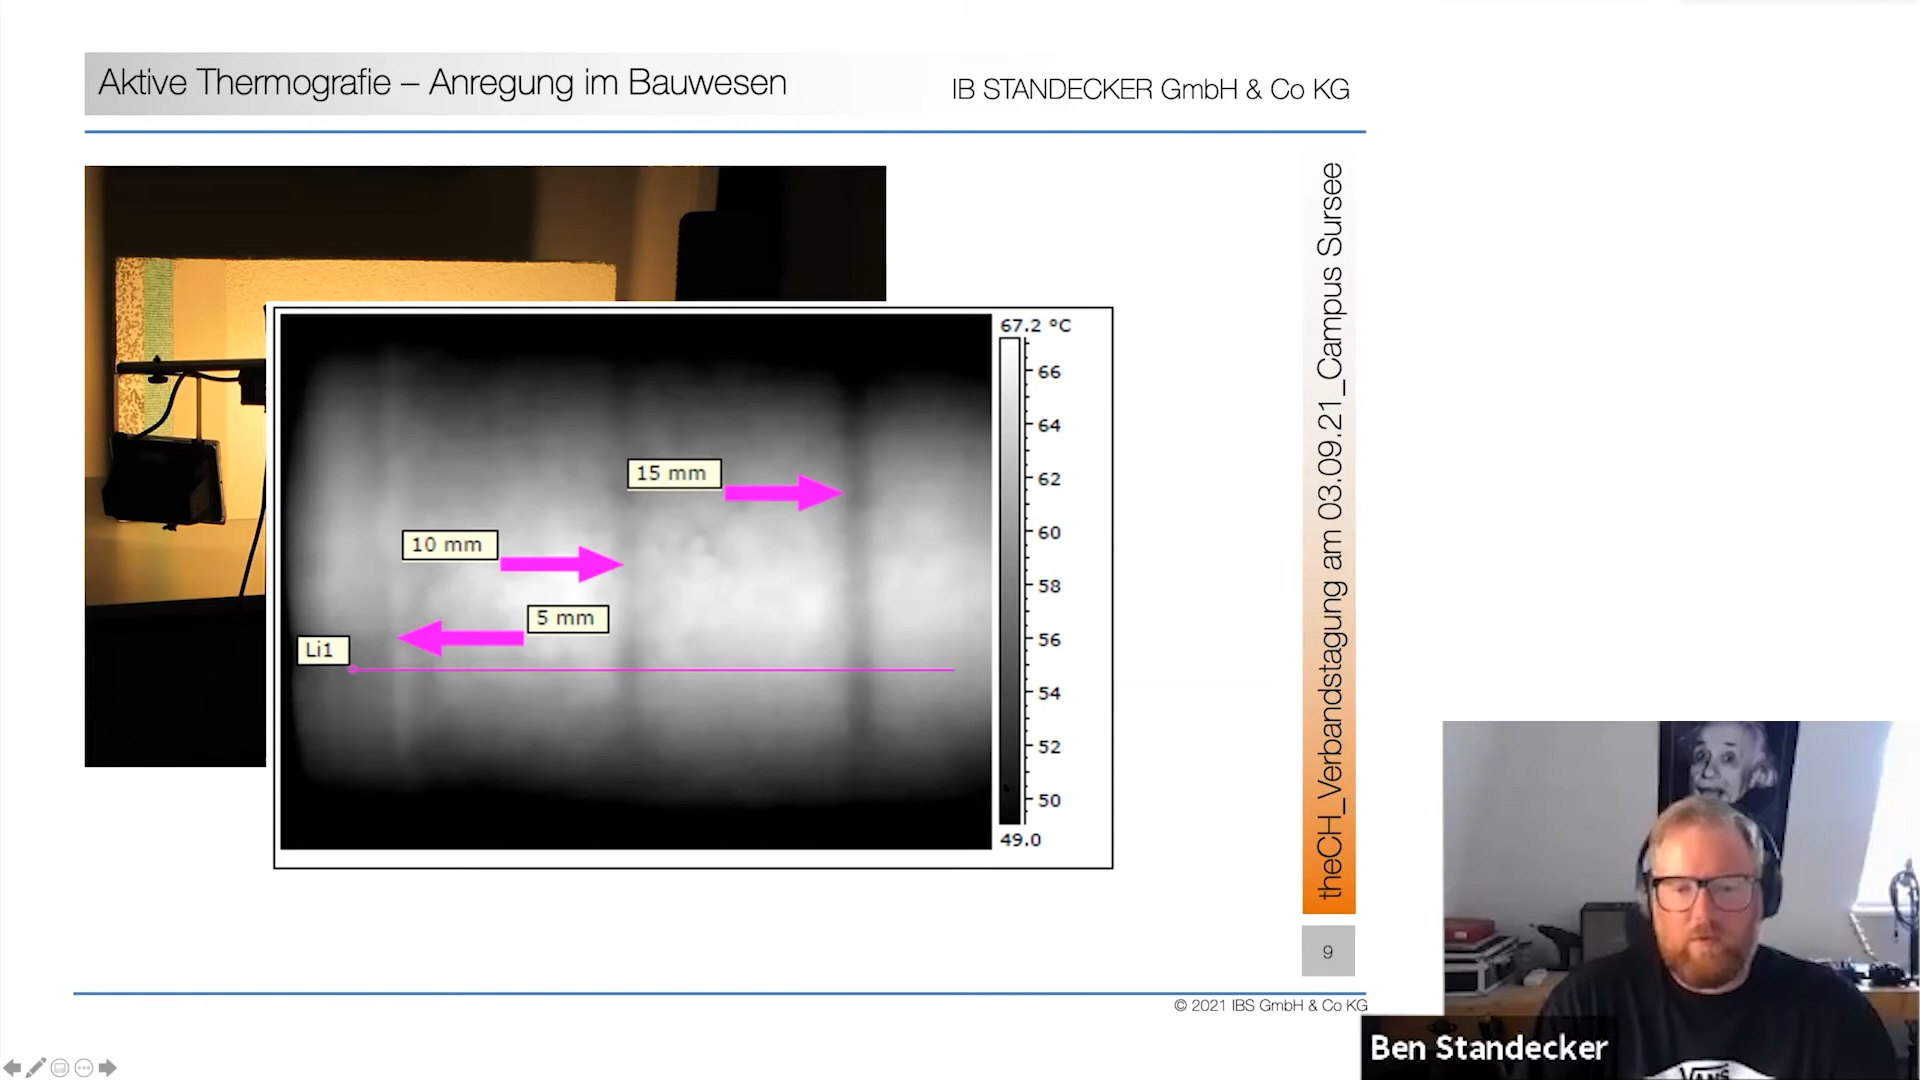 Aktive Thermografie – Anregung im Bauwesen
IB STANDECKER GmbH & Co KG
theCH_Verbandstagung am 03.09.21_Campus Sursee
67.2 °C
66
64
62
60
58
56
54
52
50
49.0
15 mm
10 mm
5 mm
Li1
9
© 2021 IBS GmbH & Co KG
Ben Standecker
VANS